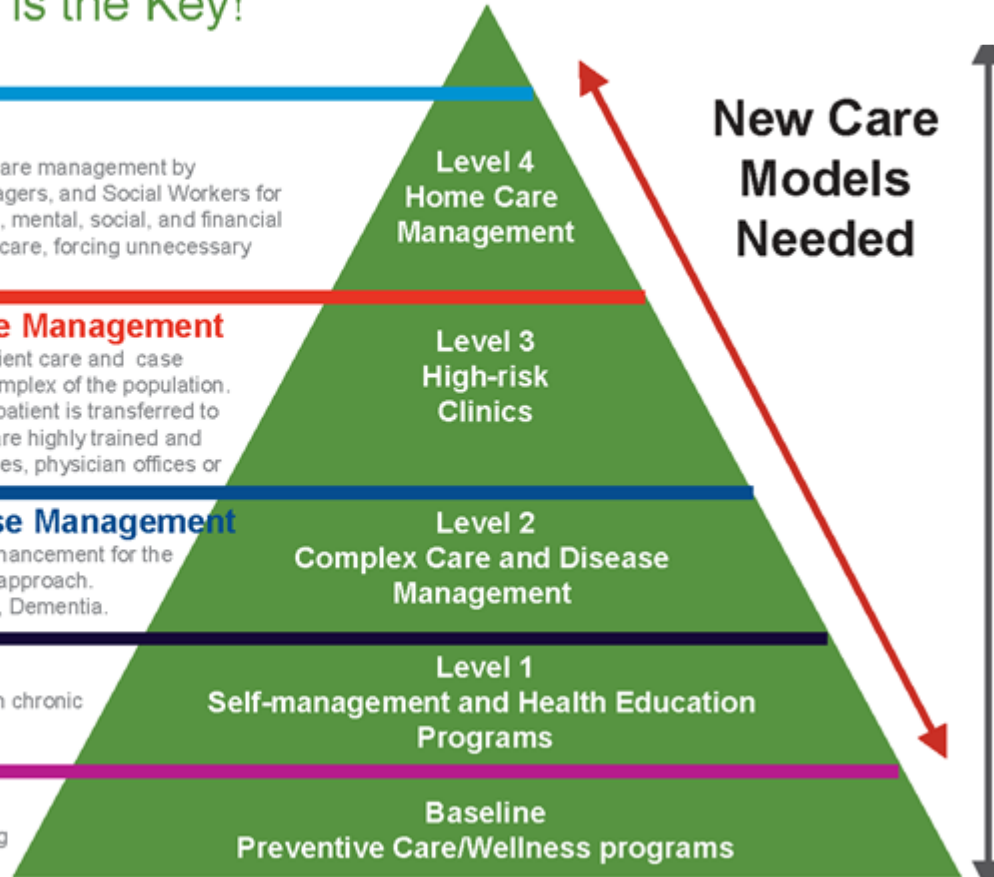 is the Key!
are management by
agers, and Social Workers for
, mental, social, and financial
care, forcing unnecessary
Level 4
Home Care
Management
New Care
Models
Needed
e Management
ient care and case
mplex of the population.
patient is transferred to
are highly trained and
es, physician offices or
Level 3
High-risk
Clinics
se Management
hancement for the
approach.
, Dementia.
Level 2
Complex Care and Disease
Management
n chronic
Level 1
Self-management and Health Education
Programs
g
Baseline
Preventive Care/Wellness programs